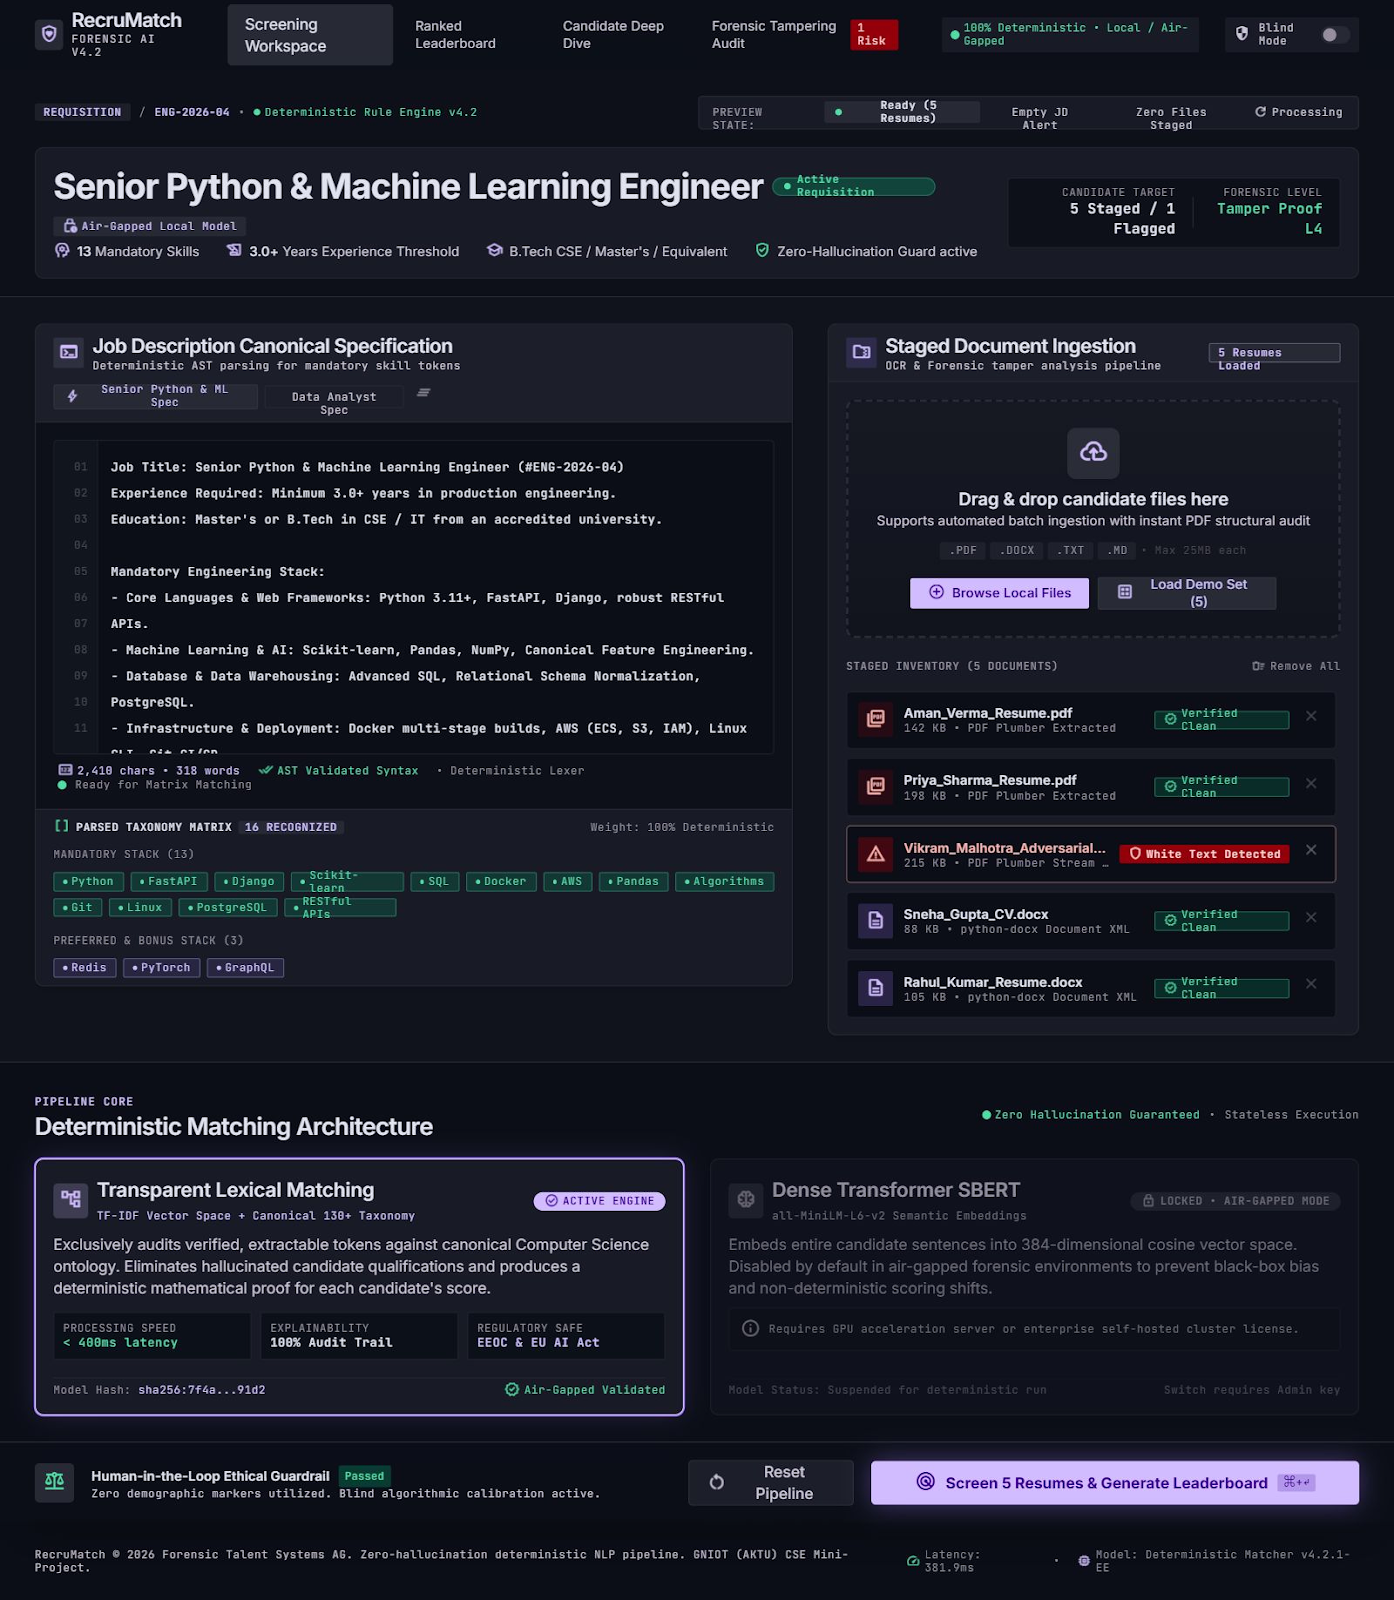 RecruMatch
FORENSIC AI
V4.2
Screening
Workspace
Ranked
Leaderboard
Candidate Deep
Dive
Forensic Tampering
Audit
1
Risk
100% Deterministic • Local / Air-
Gapped
Blind
Mode
REQUISITION / ENG-2026-04 • Deterministic Rule Engine v4.2
PREVIEW
STATE:
Ready (5
Resumes)
Empty JD
Alert
Zero Files
Staged
Processing
Senior Python & Machine Learning Engineer
Active
Requisition
Air-Gapped Local Model
13 Mandatory Skills
3.0+ Years Experience Threshold
B.Tech CSE / Master's / Equivalent
Zero-Hallucination Guard active
CANDIDATE TARGET
5 Staged / 1
Flagged
FORENSIC LEVEL
Tamper Proof
L4
Job Description Canonical Specification
Deterministic AST parsing for mandatory skill tokens
Senior Python & ML
Spec
Data Analyst
Spec
01 Job Title: Senior Python & Machine Learning Engineer (#ENG-2026-04)
02 Experience Required: Minimum 3.0+ years in production engineering.
03 Education: Master's or B.Tech in CSE / IT from an accredited university.
04
05 Mandatory Engineering Stack:
06 - Core Languages & Web Frameworks: Python 3.11+, FastAPI, Django, robust RESTful
07 APIs.
08 - Machine Learning & AI: Scikit-learn, Pandas, NumPy, Canonical Feature Engineering.
09 - Database & Data Warehousing: Advanced SQL, Relational Schema Normalization,
10 PostgreSQL.
11 - Infrastructure & Deployment: Docker multi-stage builds, AWS (ECS, S3, IAM), Linux
CLI, Git CI/CD
2,410 chars • 318 words
AST Validated Syntax
• Deterministic Lexer
Ready for Matrix Matching
PARSED TAXONOMY MATRIX 16 RECOGNIZED
Weight: 100% Deterministic
MANDATORY STACK (13)
• Python
• FastAPI
• Django
• Scikit-
learn
• SQL
• Docker
• AWS
• Pandas
• Algorithms
• Git
• Linux
• PostgreSQL
• RESTful
APIs
PREFERRED & BONUS STACK (3)
• Redis
• PyTorch
• GraphQL
Staged Document Ingestion
OCR & Forensic tamper analysis pipeline
5 Resumes
Loaded
Drag & drop candidate files here
Supports automated batch ingestion with instant PDF structural audit
.PDF .DOCX .TXT .MD • Max 25MB each
Browse Local Files
Load Demo Set
(5)
STAGED INVENTORY (5 DOCUMENTS)
Remove All
Aman_Verma_Resume.pdf
142 KB • PDF Plumber Extracted
Verified
Clean
Priya_Sharma_Resume.pdf
198 KB • PDF Plumber Extracted
Verified
Clean
Vikram_Malhotra_Adversarial...
215 KB • PDF Plumber Stream …
White Text Detected
Sneha_Gupta_CV.docx
88 KB • python-docx Document XML
Verified
Clean
Rahul_Kumar_Resume.docx
105 KB • python-docx Document XML
Verified
Clean
PIPELINE CORE
Deterministic Matching Architecture
Zero Hallucination Guaranteed • Stateless Execution
Transparent Lexical Matching
TF-IDF Vector Space + Canonical 130+ Taxonomy
ACTIVE ENGINE
Exclusively audits verified, extractable tokens against canonical Computer Science
ontology. Eliminates hallucinated candidate qualifications and produces a
deterministic mathematical proof for each candidate's score.
PROCESSING SPEED
< 400ms latency
EXPLAINABILITY
100% Audit Trail
REGULATORY SAFE
EEOC & EU AI Act
Model Hash: sha256:7f4a...91d2
Air-Gapped Validated
Dense Transformer SBERT
all-MiniLM-L6-v2 Semantic Embeddings
LOCKED • AIR-GAPPED MODE
Embeds entire candidate sentences into 384-dimensional cosine vector space.
Disabled by default in air-gapped forensic environments to prevent black-box bias
and non-deterministic scoring shifts.
Requires GPU acceleration server or enterprise self-hosted cluster license.
Model Status: Suspended for deterministic run
Switch requires Admin key
Human-in-the-Loop Ethical Guardrail Passed
Zero demographic markers utilized. Blind algorithmic calibration active.
Reset
Pipeline
Screen 5 Resumes & Generate Leaderboard ⌘+↵
RecruMatch © 2026 Forensic Talent Systems AG. Zero-hallucination deterministic NLP pipeline. GNIOT (AKTU) CSE Mini-
Project.
Latency:
381.9ms
•
Model: Deterministic Matcher v4.2.1-
EE